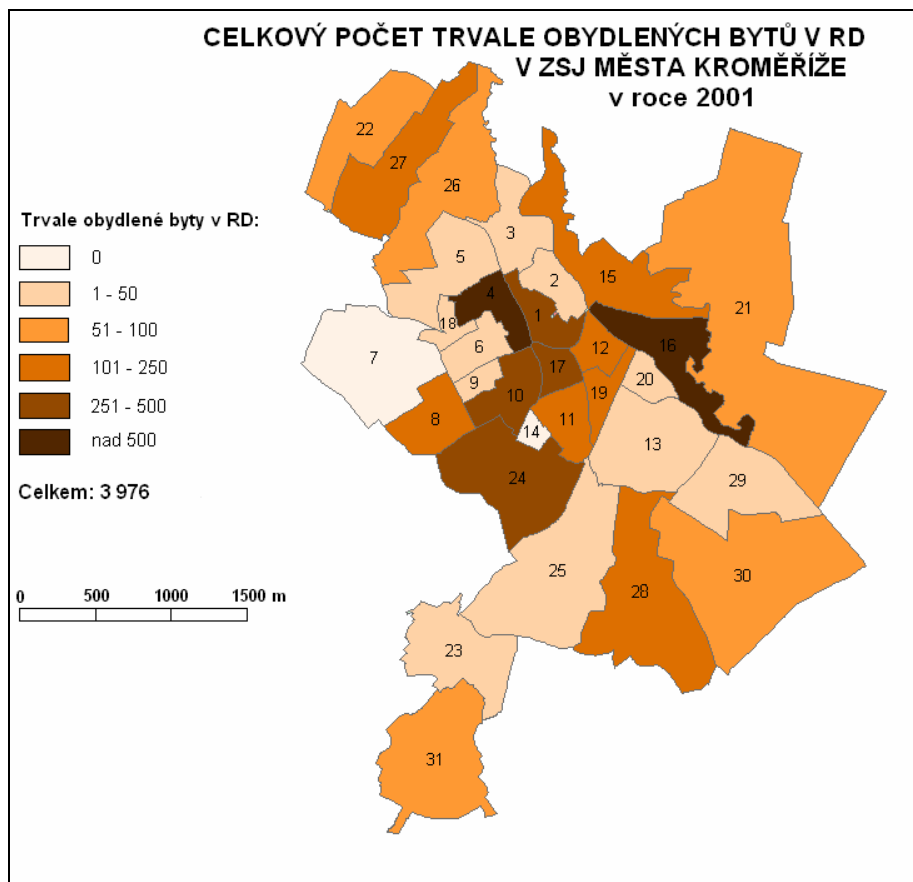 CELKOVÝ POČET TRVALE OBYDLENÝCH BYTŮ V RD
V ZSJ MĚSTA KROMĚŘÍŽE
v roce 2001
22
27
26
3
5
2
15
4
1
21
18
12
16
6
7
17
20
9
10
19
8
11
14
13
24
29
25
30
28
23
31
Trvale obydlené byty v RD:
0
1 - 50
51 - 100
101 - 250
251 - 500
nad 500
Celkem: 3 976
0 500 1000 1500 m